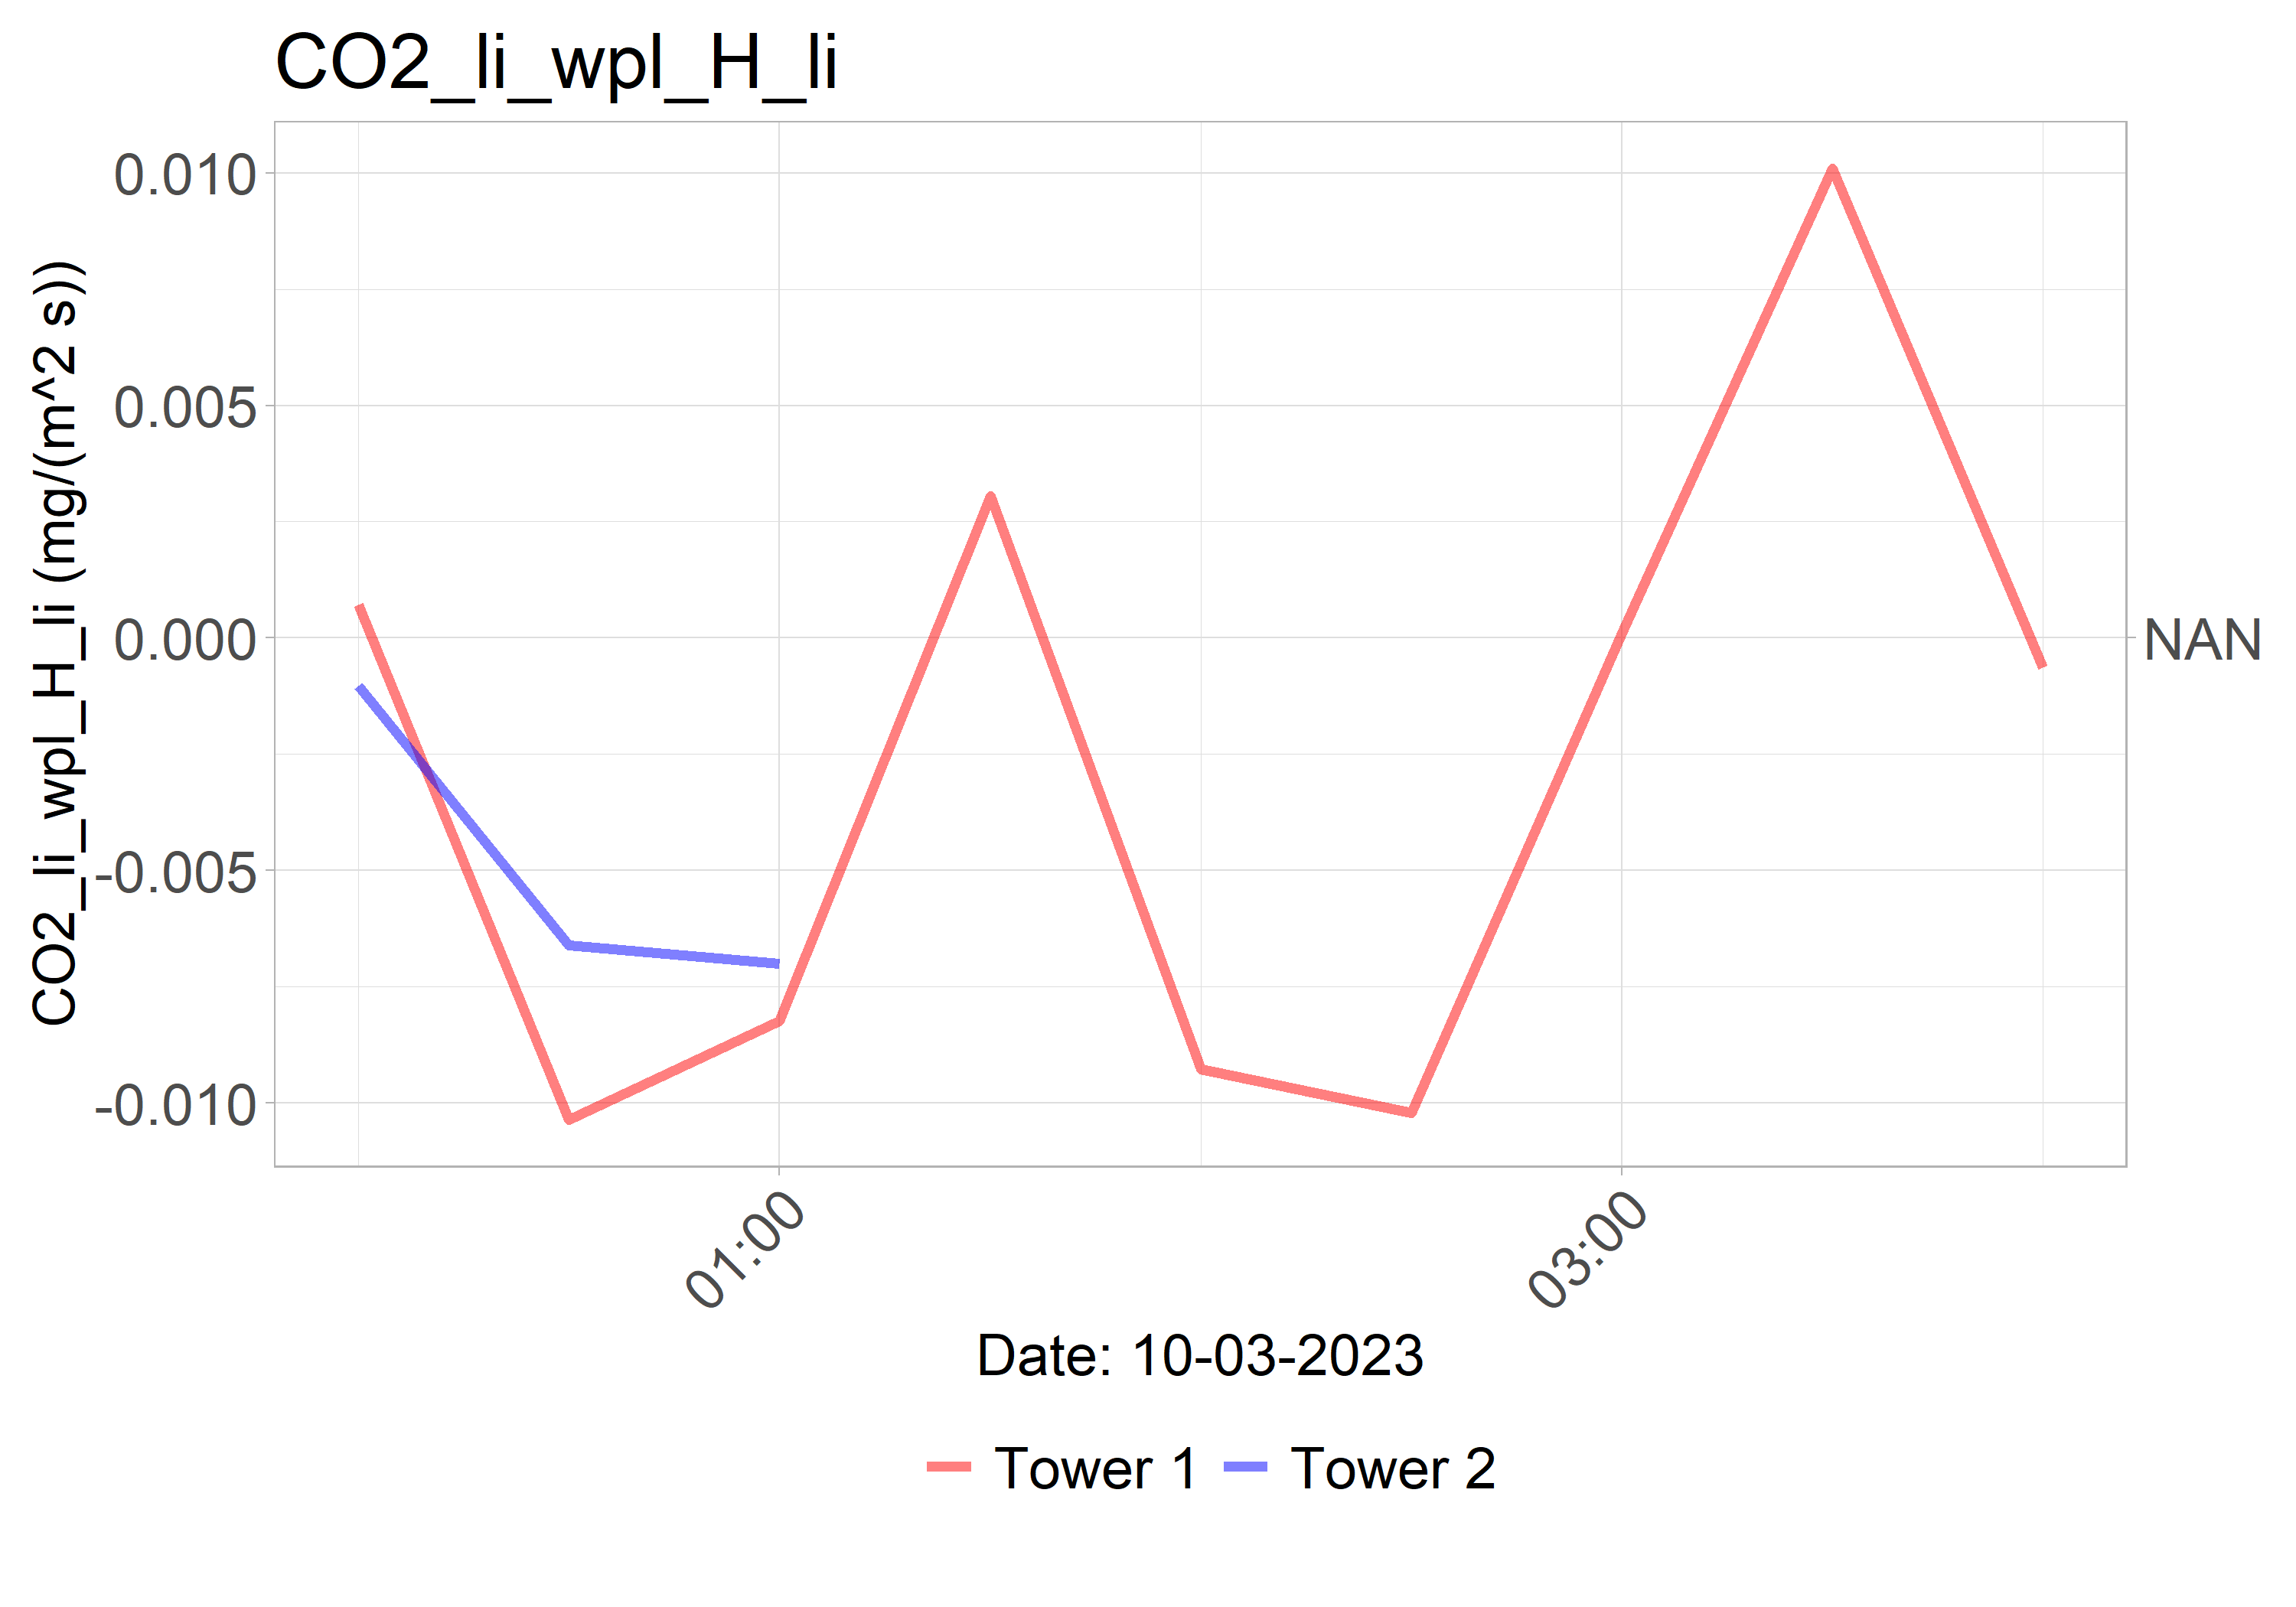 CO2_li_wpl_H_li
CO2_li_wpl_H_li (mg/(m^2 s))
0.010
0.005
0.000
-0.005
-0.010
NAN
01:00
03:00
Date: 10-03-2023
Tower 1
Tower 2